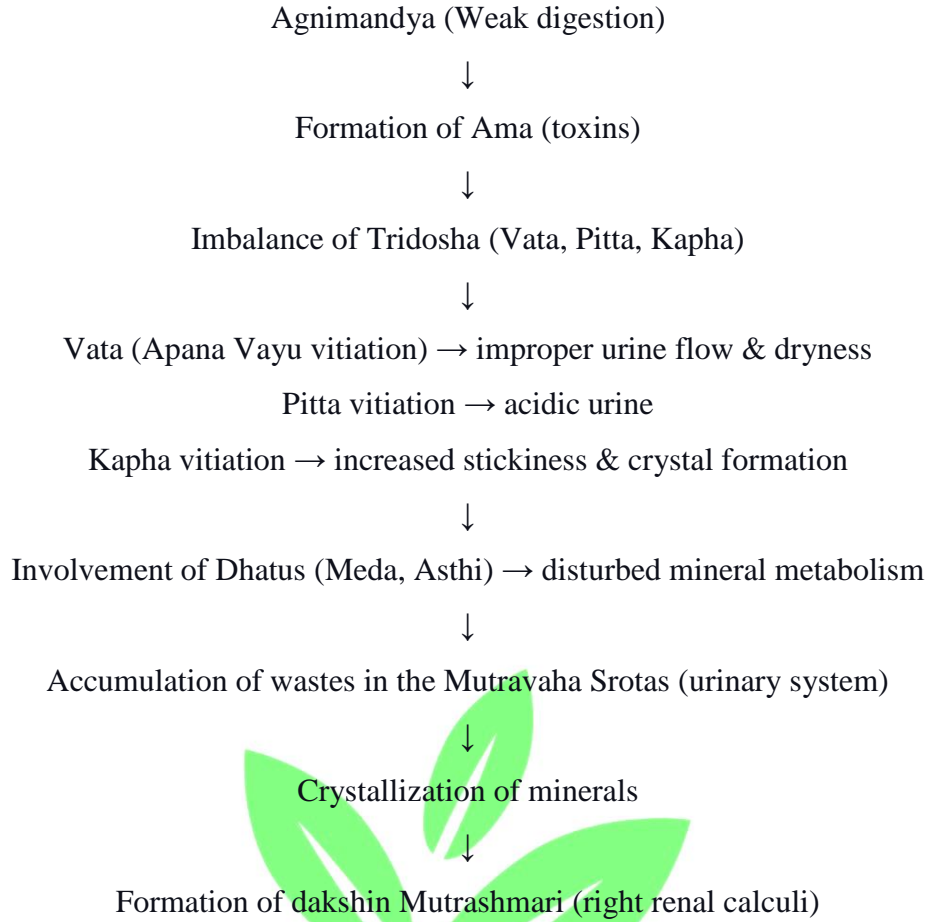 Agnimandya (Weak digestion)
↓
Formation of Ama (toxins)
↓
Imbalance of Tridosha (Vata, Pitta, Kapha)
↓
Vata (Apana Vayu vitiation) → improper urine flow & dryness
Pitta vitiation → acidic urine
Kapha vitiation → increased stickiness & crystal formation
↓
Involvement of Dhatus (Meda, Asthi) → disturbed mineral metabolism
↓
Accumulation of wastes in the Mutravaha Srotas (urinary system)
↓
Crystallization of minerals
↓
Formation of dakshin Mutrashmari (right renal calculi)